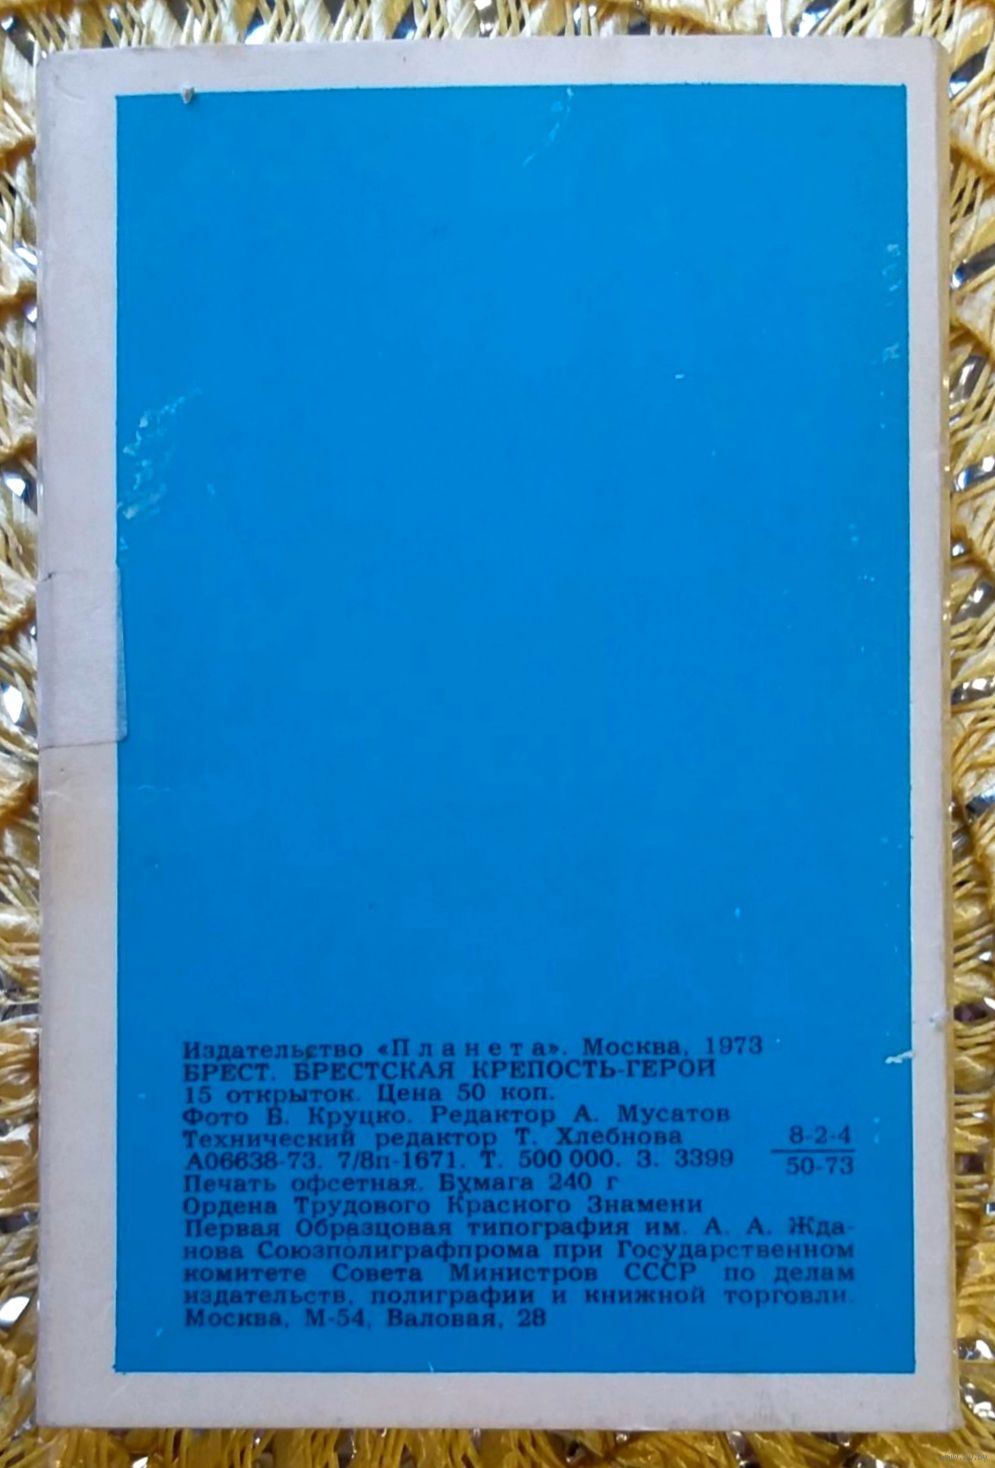 Издательство «Планета». Москва, 1973
БРЕСТ. БРЕСТСКАЯ КРЕПОСТЬ-ГЕРОЙ
15 открыток. Цена 50 коп.
Фото В. Круцко. Редактор А. Мусатов
Технический редактор Т. Хлебнова
А06638-73. 7/8п-1671. Т. 500 000. З. 3399
8-2-4
50-73
Печать офсетная. Бумага 240 г
Ордена Трудового Красного Знамени
Первая Образцовая типография им. А. А. Жда-
нова Союзполиграфпрома при Государственном
комитете Совета Министров СССР по делам
издательств, полиграфии и книжной торговли.
Москва, М-54, Валовая, 28